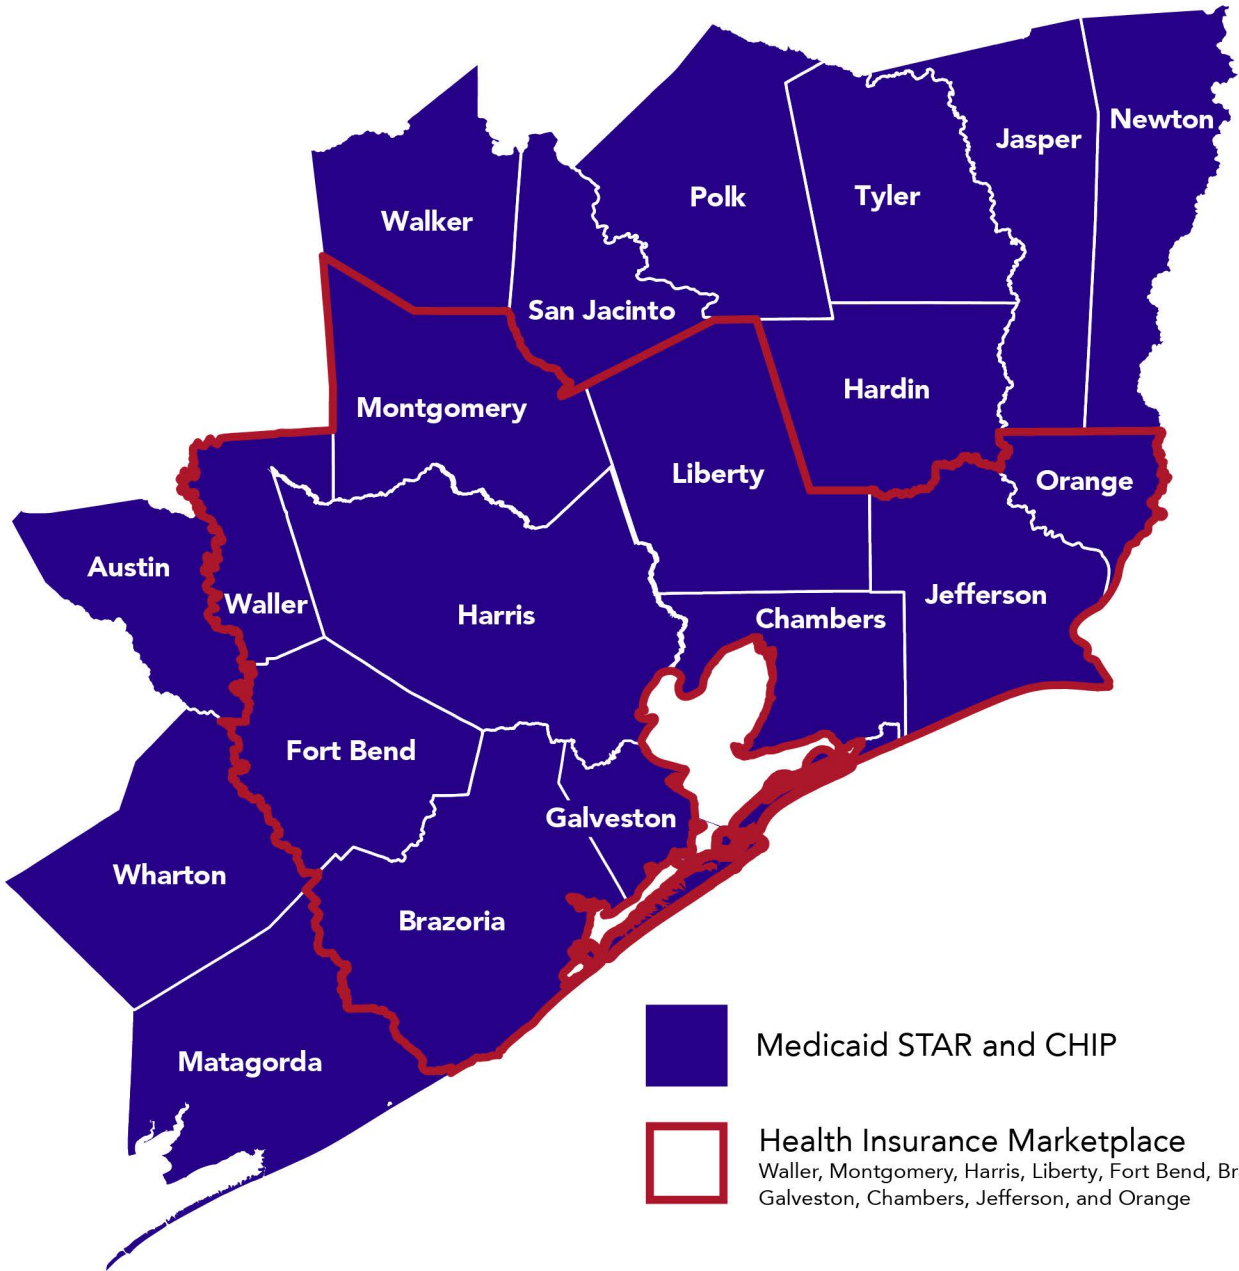 Newton
Jasper
Polk
Tyler
Walker
San Jacinto
Hardin
Montgomery
Liberty
Orange
Austin
Waller
Harris
Jefferson
Chambers
Fort Bend
Galveston
Wharton
Brazoria
Matagorda
Medicaid STAR and CHIP
Health Insurance Marketplace
Waller, Montgomery, Harris, Liberty, Fort Bend, Br
Galveston, Chambers, Jefferson, and Orange